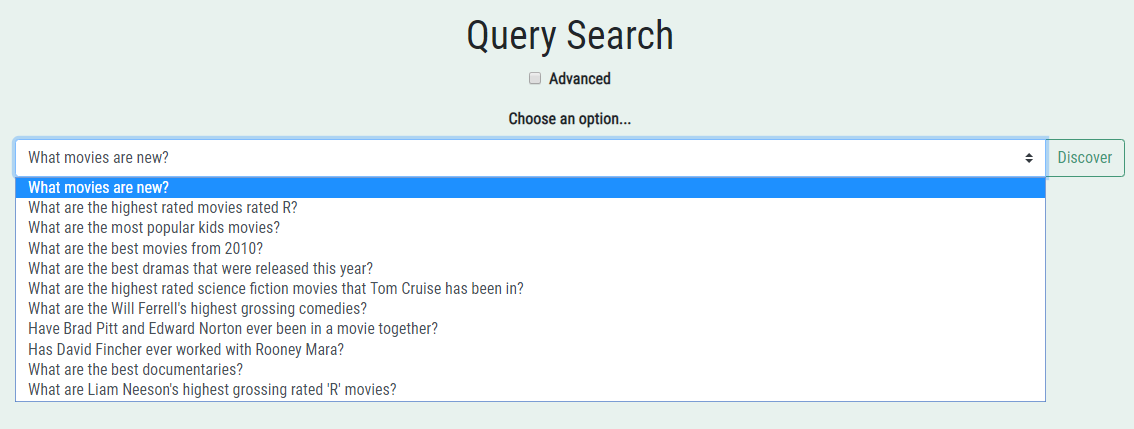 Query Search
Advanced
Choose an option...
What movies are new?
Discover
What movies are new?
What are the highest rated movies rated R?
What are the most popular kids movies?
What are the best movies from 2010?
What are the best dramas that were released this year?
What are the highest rated science fiction movies that Tom Cruise has been in?
What are the Will Ferrell's highest grossing comedies?
Have Brad Pitt and Edward Norton ever been in a movie together?
Has David Fincher ever worked with Rooney Mara?
What are the best documentaries?
What are Liam Neeson's highest grossing rated 'R' movies?